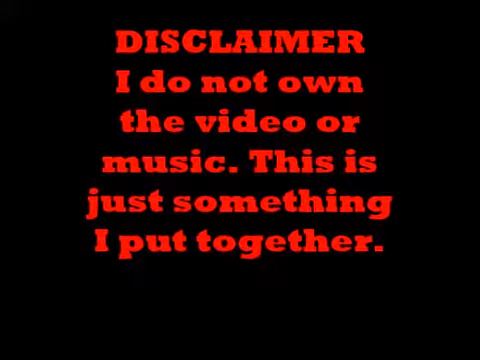 DISCLAIMER
I do not own
the video or
music. This is
just something
I put together.